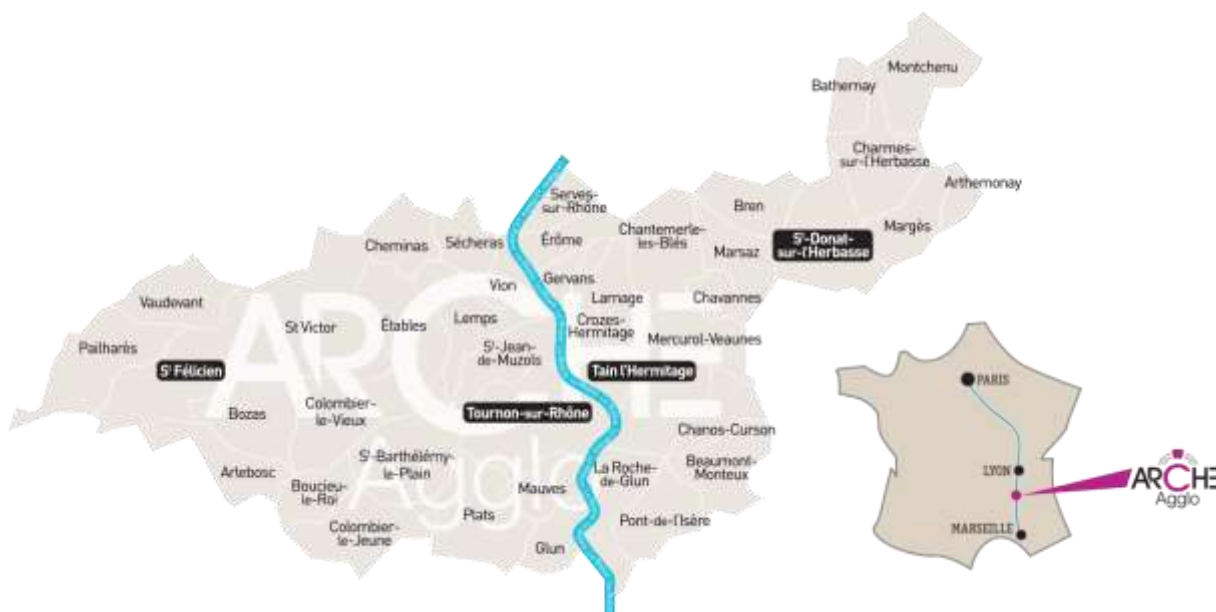 Montchenu
Bathernay
Charmes-
sur-l'Herbasse
Arthemonay
Serves-
sur-Rhône
Bren
Margès
Chantemerle-
les-Blés
St-Donat-
sur-l'Herbasse
Cheminas
Sécheras
Érôme
Marsaz
Gervans
Vion
Larnage
Chavannes
Vaudevant
St Victor
Étables
Lemps
Crozes-
Hermitage
Mercurol-Veaunes
Pailharès
St-Jean-
de-Muzols
St Félicien
Tain l'Hermitage
ARCHE
Agglo
Bozas
Colombier-
le-Vieux
Tournon-sur-Rhône
Chanos-Curson
Arlebosc
St-Barthélémy-
le-Plain
La Roche-
de-Glun
Beaumont-
Monteux
Boucieu-
le-Roi
Mauves
Colombier-
le-Jeune
Plats
Pont-de-l'Isère
Glun
PARIS
LYON
MARSEILLE
ARCHE
Agglo